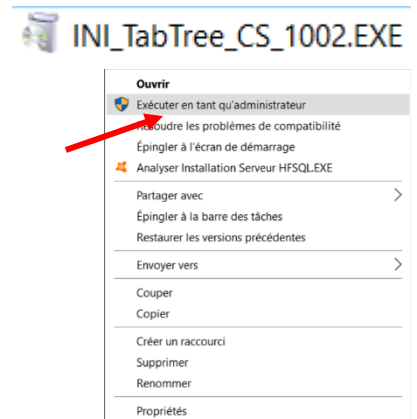 INI_TabTree_CS_1002.EXE
Ouvrir
Exécuter en tant qu'administrateur
Résoudre les problèmes de compatibilité
Épingler à l'écran de démarrage
Analyser Installation Serveur HFSQL.EXE
Partager avec
Épingler à la barre des tâches
Restaurer les versions précédentes
Envoyer vers
Couper
Copier
Créer un raccourci
Supprimer
Renommer
Propriétés